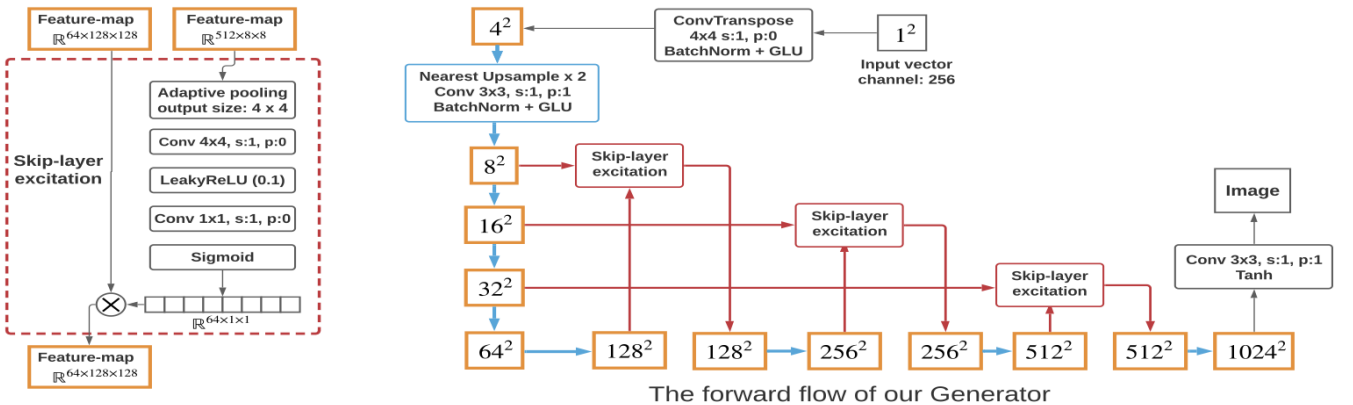 Feature-map
ℝ^64×128×128
Feature-map
ℝ^512×8×8
Skip-layer
excitation
Adaptive pooling
output size: 4 x 4
Conv 4x4, s:1, p:0
LeakyReLU (0.1)
Conv 1x1, s:1, p:0
Sigmoid
ℝ^64×1×1
Feature-map
ℝ^64×128×128
4²
ConvTranspose
4x4 s:1, p:0
BatchNorm + GLU
1²
Input vector
channel: 256
Nearest Upsample x 2
Conv 3x3, s:1, p:1
BatchNorm + GLU
8²
Skip-layer
excitation
16²
Skip-layer
excitation
32²
Skip-layer
excitation
Image
Conv 3x3, s:1, p:1
Tanh
64²
128²
128²
256²
256²
512²
512²
1024²
The forward flow of our Generator